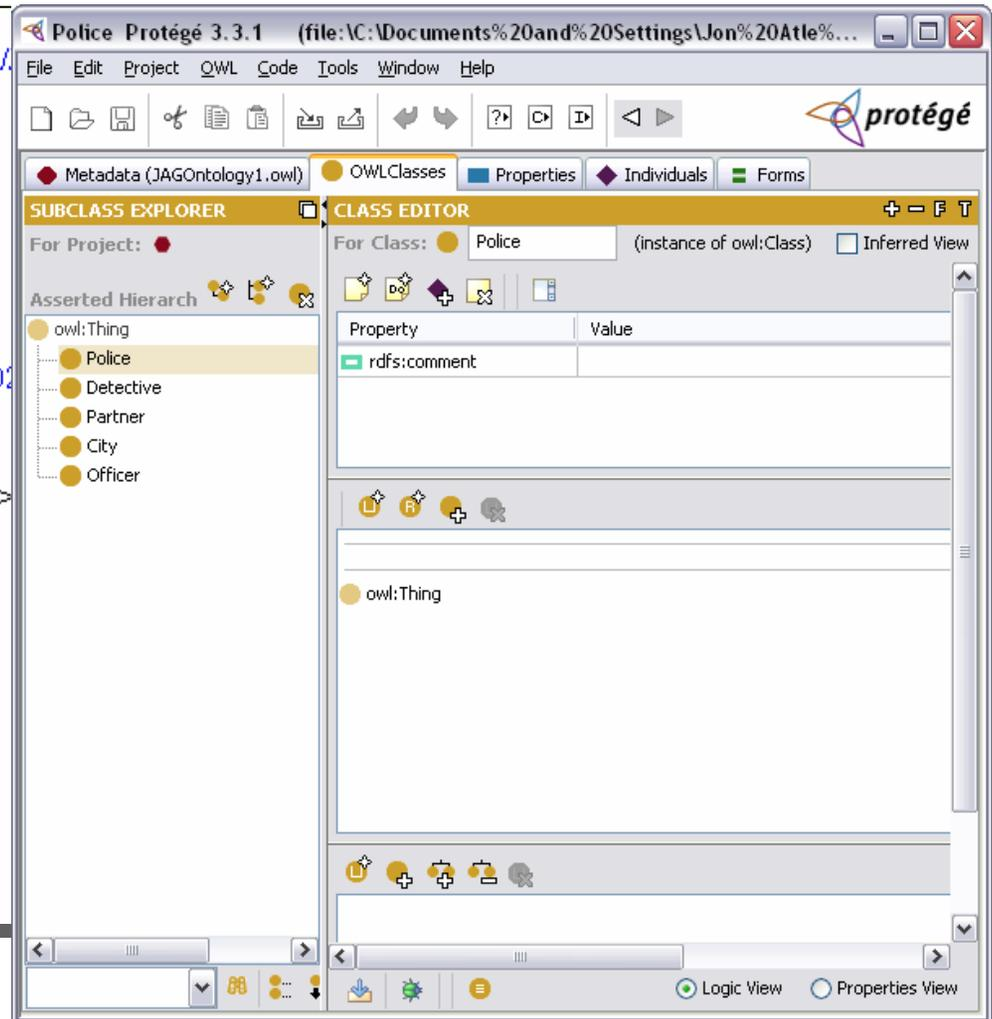 Police Protégé 3.3.1 (file:\C:\Documents%20and%20Settings\Jon%20Atle%...
File Edit Project OWL Code Tools Window Help
protégé
Metadata (JAGOntology1.owl) OWLClasses Properties Individuals Forms
SUBCLASS EXPLORER
For Project:
Asserted Hierarch
owl:Thing
Police
Detective
Partner
City
Officer
CLASS EDITOR
For Class: Police (instance of owl:Class) Inferred View
Property Value
rdfs:comment
owl:Thing
Logic View Properties View